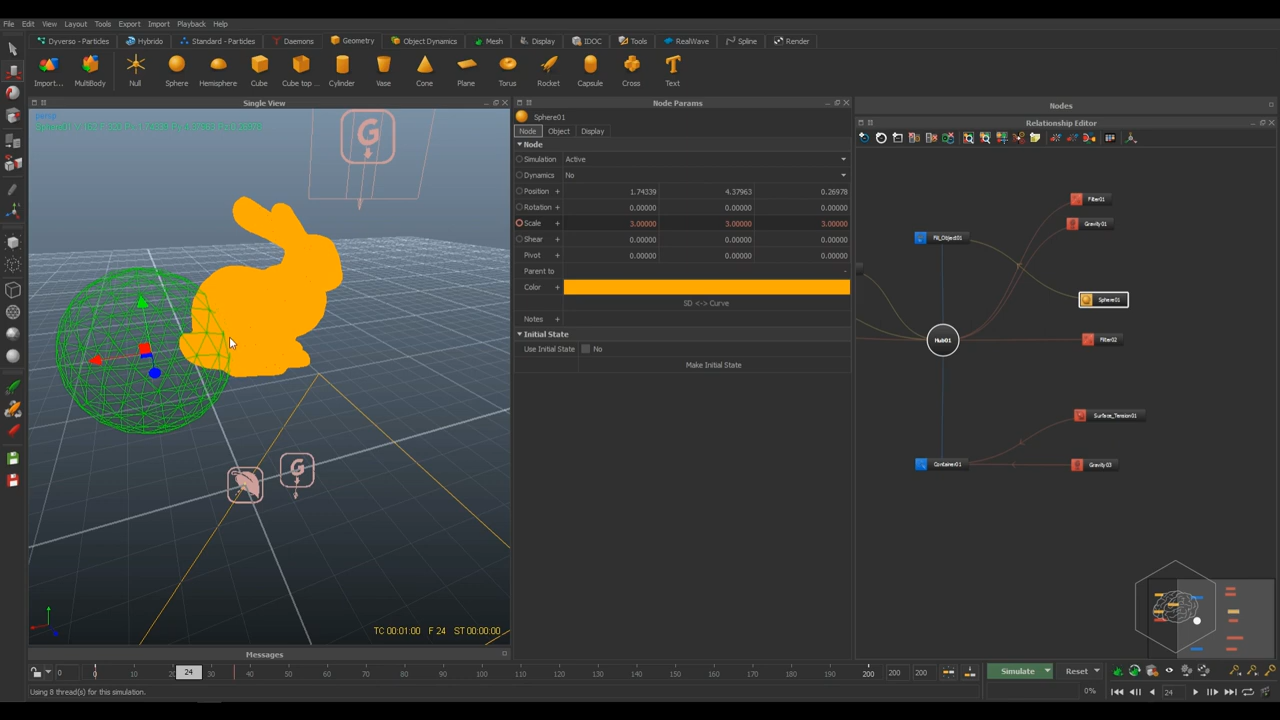 File Edit View Layout Tools Export Import Playback Help
Dyverso - Particles Hybrido Standard - Particles Daemons Geometry Object Dynamics Mesh Display IDOC Tools RealWave Spline Render
Import... MultiBody Null Sphere Hemisphere Cube Cube top ... Cylinder Vase Cone Plane Rocket Torus Capsule Cross Text
Single View
persp
G
G
TC 00:01:00 F 24 ST 00:00:00
Messages
Node Params
Sphere01
Node Object Display
Node
Simulation Active
Dynamics No
Position + 1.74339 4.37963 0.26978
Rotation + 0.00000 0.00000 0.00000
Scale + 3.00000 3.00000 3.00000
Shear + 0.00000 0.00000 0.00000
Pivot + 0.00000 0.00000 0.00000
Parent to -
Color +
SD <-> Curve
Notes +
Initial State
Use Initial State No
Make Initial State
Nodes
Relationship Editor
Filter01
Gravity01
Fill_Object01
Sphere01
Hub01
Filter02
Surface_Tension01
Container01
Gravity03
0 0 10 20 24 30 40 50 60 70 80 90 100 110 120 130 140 150 160 170 180 190 200 200 200
Simulate Reset
Using 8 thread(s) for this simulation.
0% 24